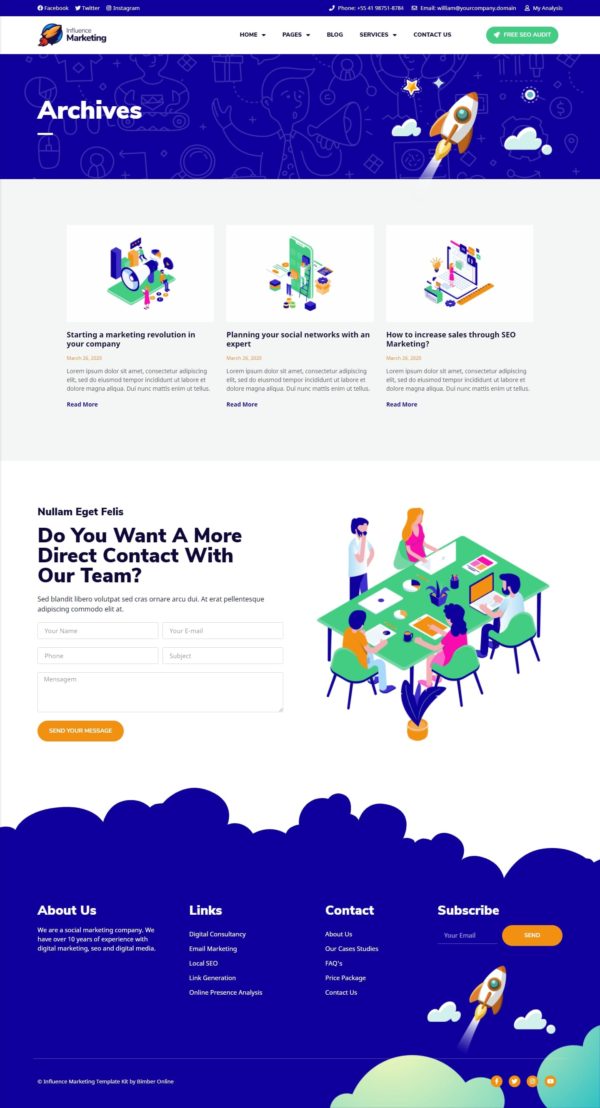 Facebook Twitter Instagram
Phone: +55 41 98751-8784 Email: william@yourcompany.domain My Analysis
Influence
Marketing
HOME PAGES BLOG SERVICES CONTACT US FREE SEO AUDIT
Archives
Starting a marketing revolution in
your company
March 26, 2020
Lorem ipsum dolor sit amet, consectetur adipiscing
elit, sed do eiusmod tempor incididunt ut labore et
dolore magna aliqua. Dui nunc mattis enim ut tellus.
Read More
Planning your social networks with an
expert
March 26, 2020
Lorem ipsum dolor sit amet, consectetur adipiscing
elit, sed do eiusmod tempor incididunt ut labore et
dolore magna aliqua. Dui nunc mattis enim ut tellus.
Read More
How to increase sales through SEO
Marketing?
March 26, 2020
Lorem ipsum dolor sit amet, consectetur adipiscing
elit, sed do eiusmod tempor incididunt ut labore et
dolore magna aliqua. Dui nunc mattis enim ut tellus.
Read More
Nullam Eget Felis
Do You Want A More
Direct Contact With
Our Team?
Sed blandit libero volutpat sed cras ornare arcu dui. At erat pellentesque
adipiscing commodo elit at.
Your Name Your E-mail
Phone Subject
Mensagem
SEND YOUR MESSAGE
About Us
We are a social marketing company. We
have over 10 years of experience with
digital marketing, seo and digital media.
Links
Digital Consultancy
Email Marketing
Local SEO
Link Generation
Online Presence Analysis
Contact
About Us
Our Cases Studies
FAQ's
Price Package
Contact Us
Subscribe
Your Email SEND
© Influence Marketing Template Kit by Bimber Online